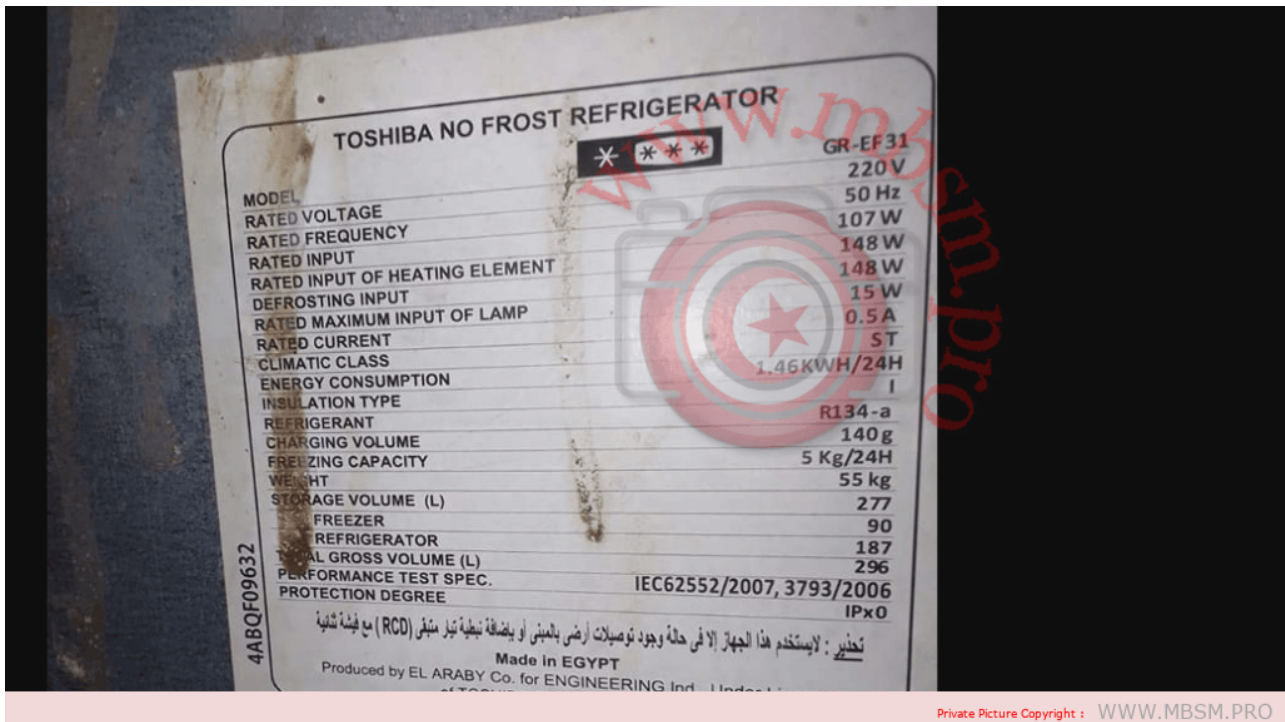 TOSHIBA NO FROST REFRIGERATOR
MODEL GR-EF31
RATED VOLTAGE 220 V
RATED FREQUENCY 50 Hz
RATED INPUT 107 W
RATED INPUT OF HEATING ELEMENT 148 W
DEFROSTING INPUT 148 W
RATED MAXIMUM INPUT OF LAMP 15 W
RATED CURRENT 0.5 A
CLIMATIC CLASS ST
ENERGY CONSUMPTION 1.46KWH/24H
INSULATION TYPE I
REFRIGERANT R134-a
CHARGING VOLUME 140 g
FREEZING CAPACITY 5 Kg/24H
WEIGHT 55 kg
STORAGE VOLUME (L) 277
FREEZER 90
REFRIGERATOR 187
TOTAL GROSS VOLUME (L) 296
PERFORMANCE TEST SPEC. IEC62552/2007, 3793/2006
PROTECTION DEGREE IPx0
4ABQF09632
تحذير : لايستخدم هذا الجهاز إلا فى حالة وجود توصيلات أرضى بالمبنى أو بإضافة نبطية تيار متبقى (RCD) مع فيشة ثنائية
Made in EGYPT
Produced by EL ARABY Co. for ENGINEERING Ind.
www.mbsm.pro
Private Picture Copyright : WWW.MBSM.PRO